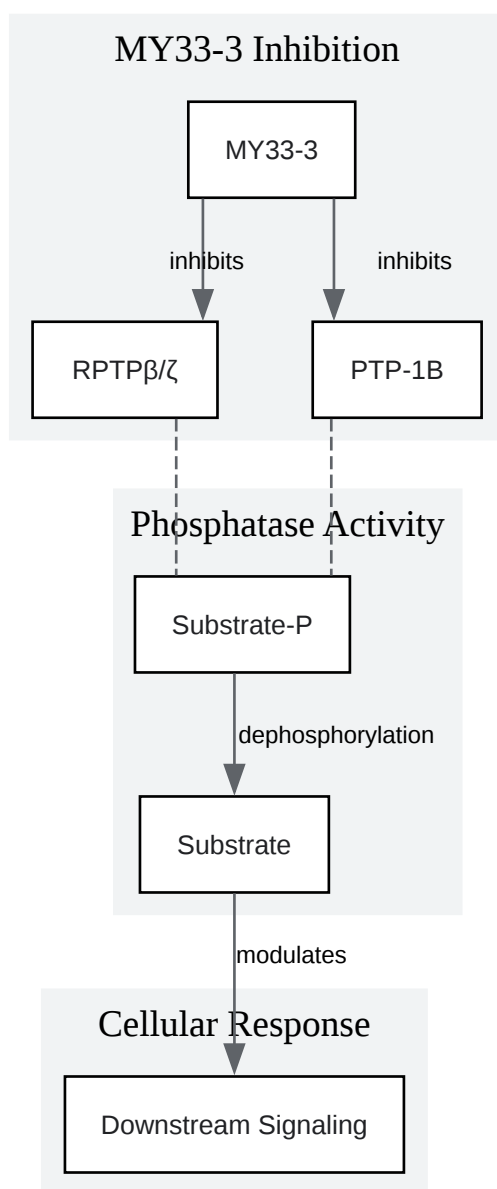 MY33-3 Inhibition
MY33-3
inhibits
inhibits
RPTPβ/ζ
PTP-1B
Phosphatase Activity
Substrate-P
dephosphorylation
Substrate
modulates
Cellular Response
Downstream Signaling